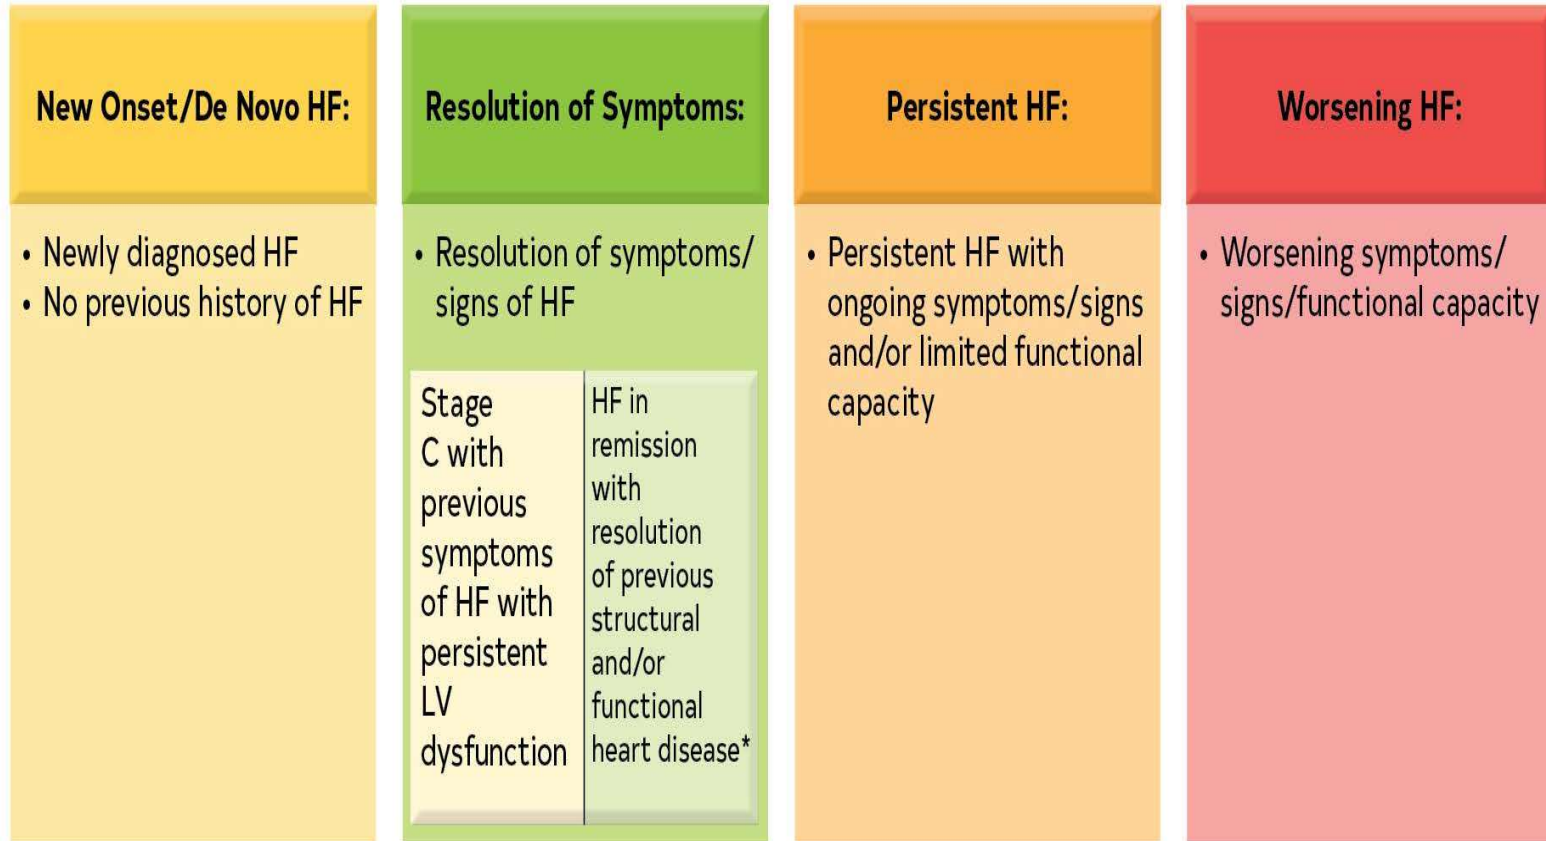 New Onset/De Novo HF:
• Newly diagnosed HF
• No previous history of HF
Resolution of Symptoms:
• Resolution of symptoms/
signs of HF
Stage
C with
previous
symptoms
of HF with
persistent
LV
dysfunction
HF in
remission
with
resolution
of previous
structural
and/or
functional
heart disease*
Persistent HF:
• Persistent HF with
ongoing symptoms/signs
and/or limited functional
capacity
Worsening HF:
• Worsening symptoms/
signs/functional capacity